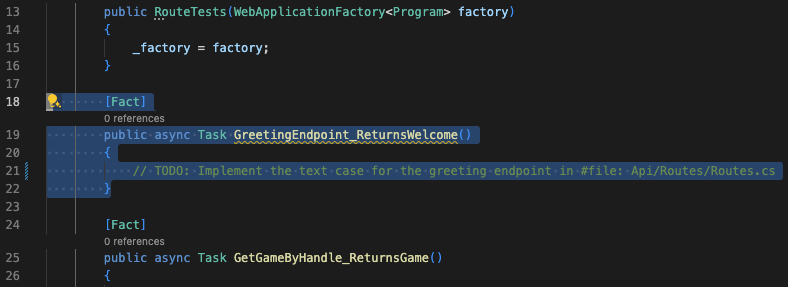 13 public RouteTests(WebApplicationFactory<Program> factory)
14 {
15 _factory = factory;
16 }
17
18 [Fact]
0 references
19 public async Task GreetingEndpoint_ReturnsWelcome()
20 {
21 // TODO: Implement the text case for the greeting endpoint in #file: Api/Routes/Routes.cs
22 }
23
24 [Fact]
0 references
25 public async Task GetGameByHandle_ReturnsGame()
26 {